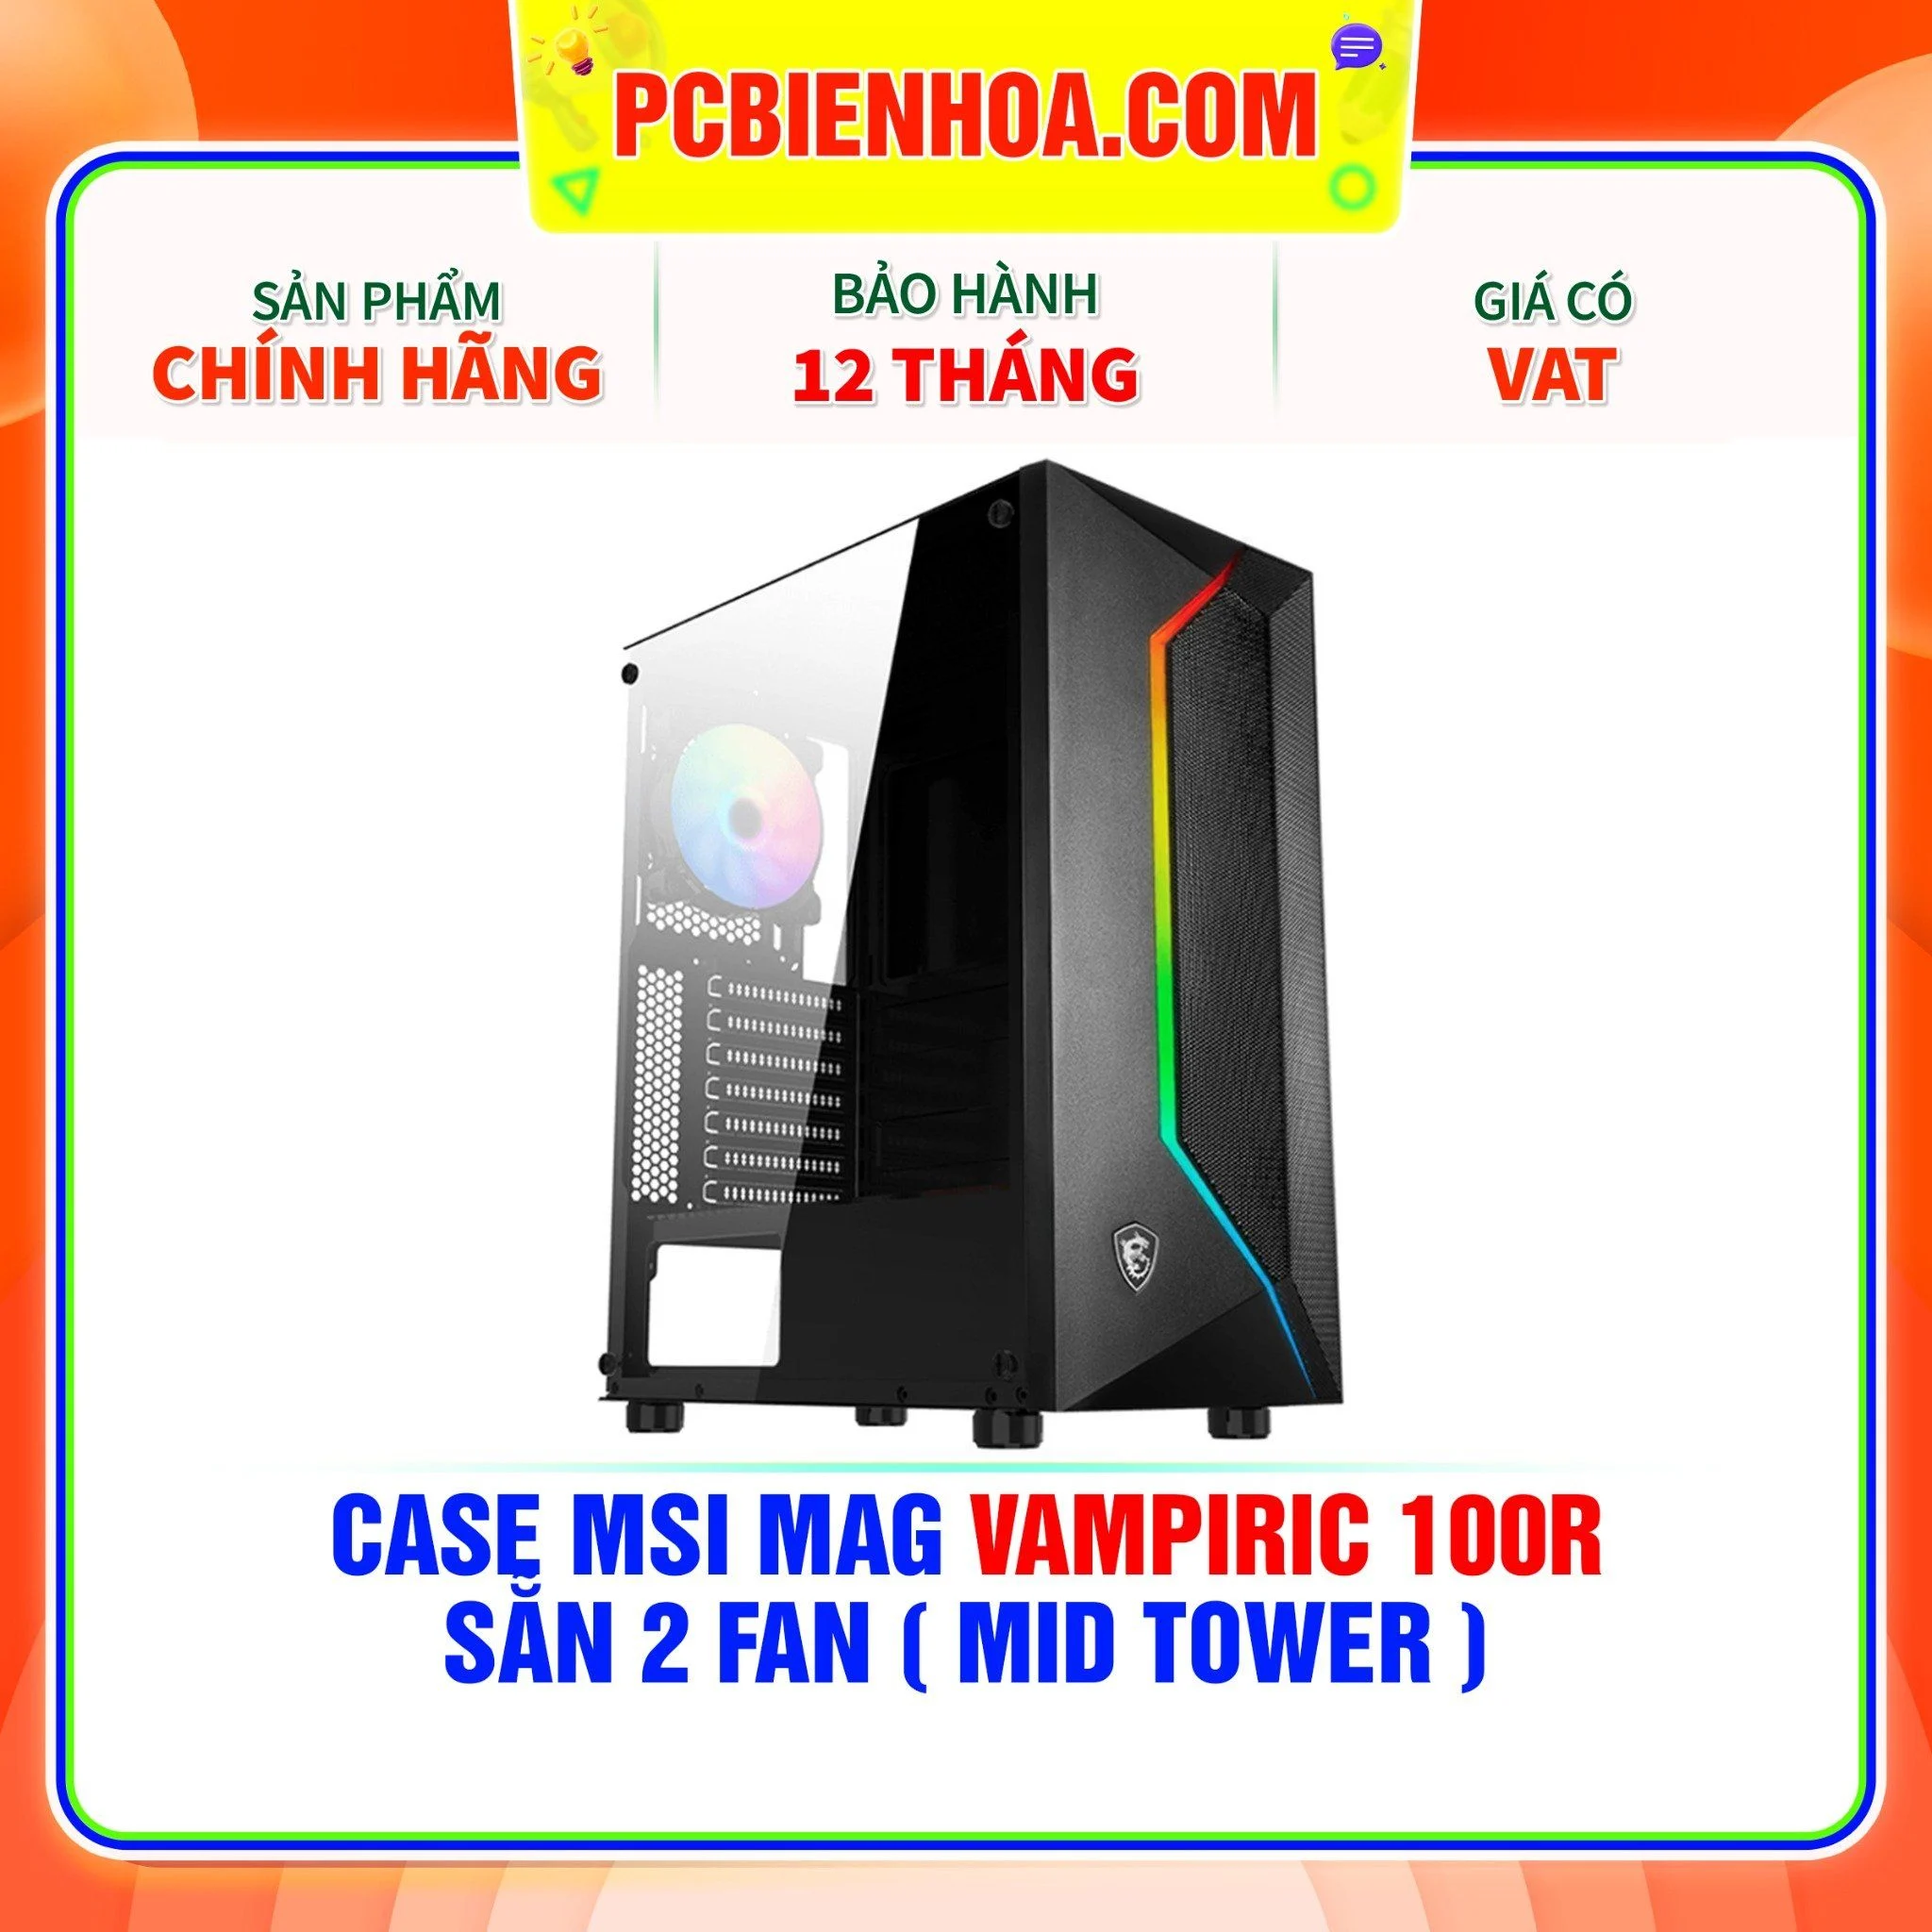 PCBIENHOA.COM
SẢN PHẨM
CHÍNH HÃNG
BẢO HÀNH
12 THÁNG
GIÁ CÓ
VAT
CASE MSI MAG VAMPIRIC 100R
SẴN 2 FAN ( MID TOWER )